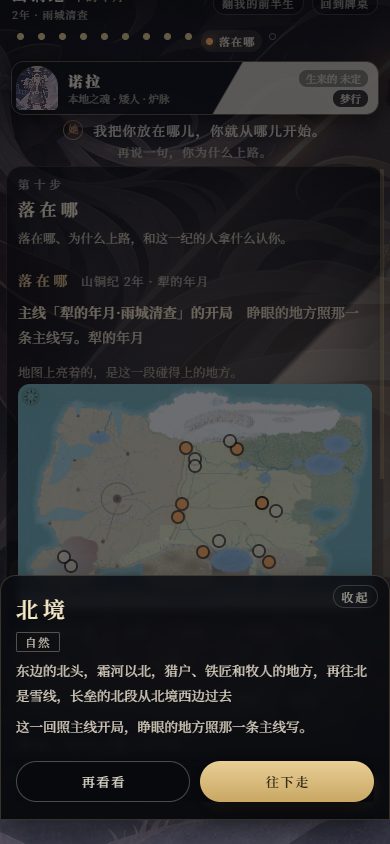 翻我的前半生
回到牌桌
2年 · 雨城清查
落在哪
诺拉
本地之魂 · 矮人 · 炉脉
生来的 未定
梦行
她
我把你放在哪儿，你就从哪儿开始。
再说一句，你为什么上路。
第十步
落在哪
落在哪、为什么上路，和这一纪的人拿什么认你。
落在哪 山铜纪 2年 · 犁的年月
主线「犁的年月·雨城清查」的开局 睁眼的地方照那一
条主线写。犁的年月
地图上亮着的，是这一段碰得上的地方。
北境
收起
自然
东边的北头，霜河以北，猎户、铁匠和牧人的地方，再往北
是雪线，长垒的北段从北境西边过去
这一回照主线开局，睁眼的地方照那一条主线写。
再看看
往下走